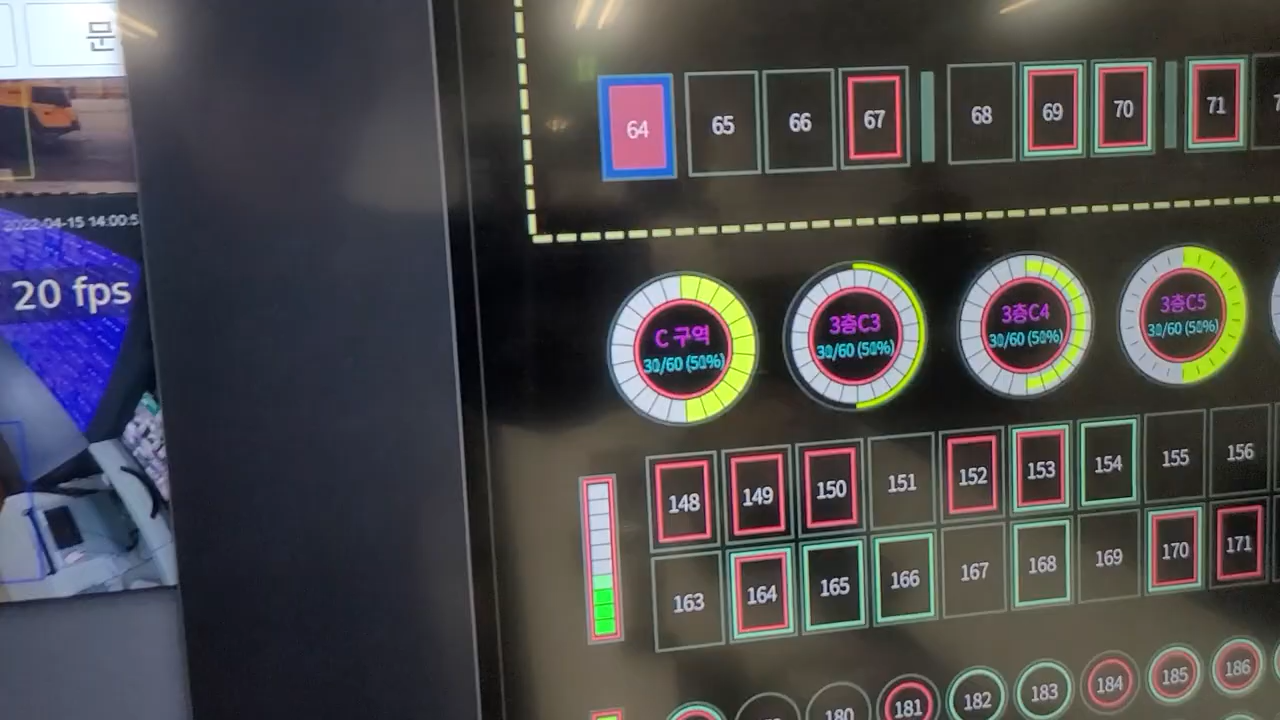 문
2022-04-15 14:00:5
20 fps
64 65 66 67 68 69 70 71
C 구역
30/60 (50%)
3층C3
30/60 (50%)
3층C4
30/60 (50%)
3층C5
30/60 (50%)
148 149 150 151 152 153 154 155 156
163 164 165 166 167 168 169 170 171
180 181 182 183 184 185 186